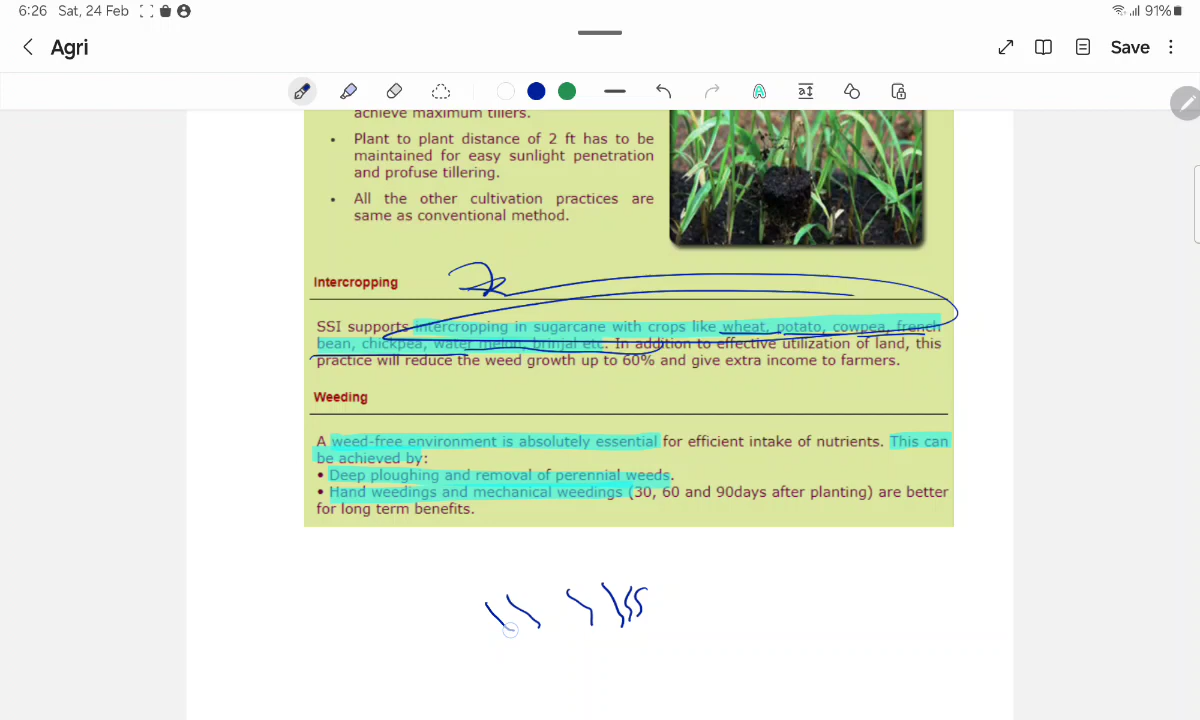 6:26 Sat, 24 Feb 91%
Agri
Save
achieve maximum tillers.
• Plant to plant distance of 2 ft has to be
maintained for easy sunlight penetration
and profuse tillering.
• All the other cultivation practices are
same as conventional method.
Intercropping
SSI supports intercropping in sugarcane with crops like wheat, potato, cowpea, french
bean, chickpea, water melon, brinjal etc. In addition to effective utilization of land, this
practice will reduce the weed growth up to 60% and give extra income to farmers.
Weeding
A weed-free environment is absolutely essential for efficient intake of nutrients. This can
be achieved by:
• Deep ploughing and removal of perennial weeds.
• Hand weedings and mechanical weedings (30, 60 and 90days after planting) are better
for long term benefits.